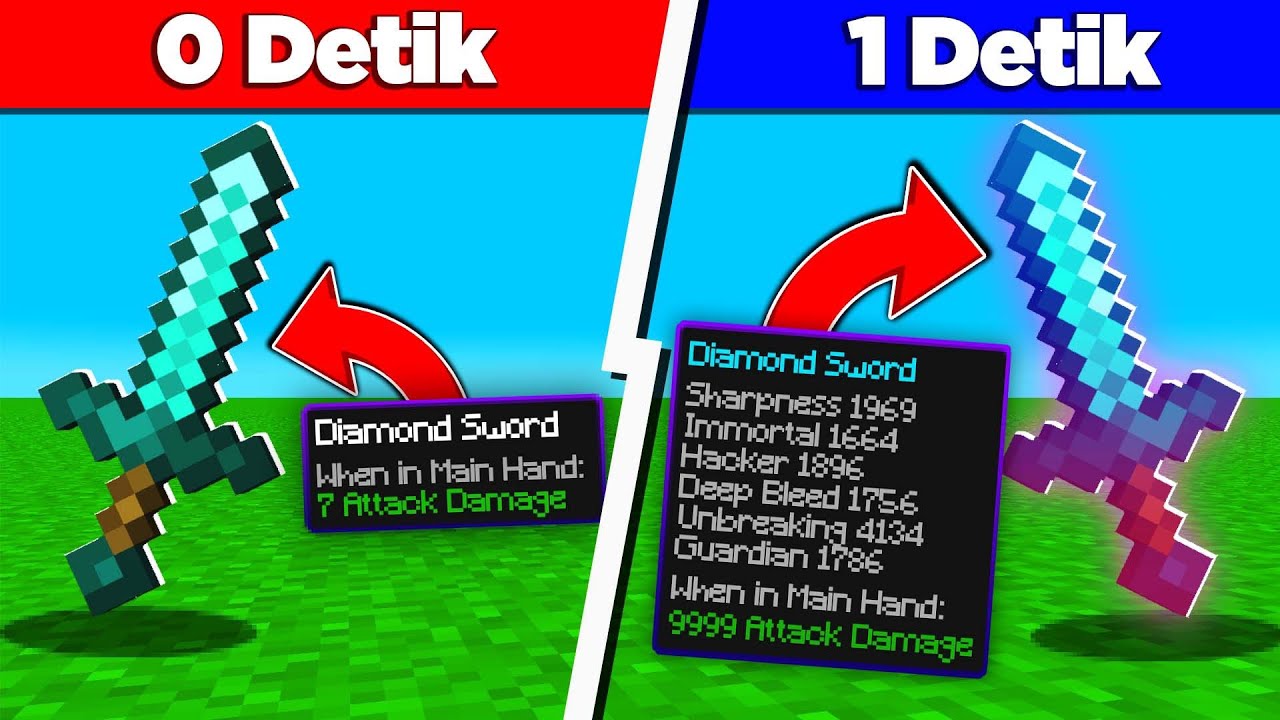 0 Detik
Diamond Sword
When in Main Hand:
7 Attack Damage
1 Detik
Diamond Sword
Sharpness 1969
Immortal 1664
Hacker 1896
Deep Bleed 1756
Unbreaking 4134
Guardian 1786
When in Main Hand:
9999 Attack Damage